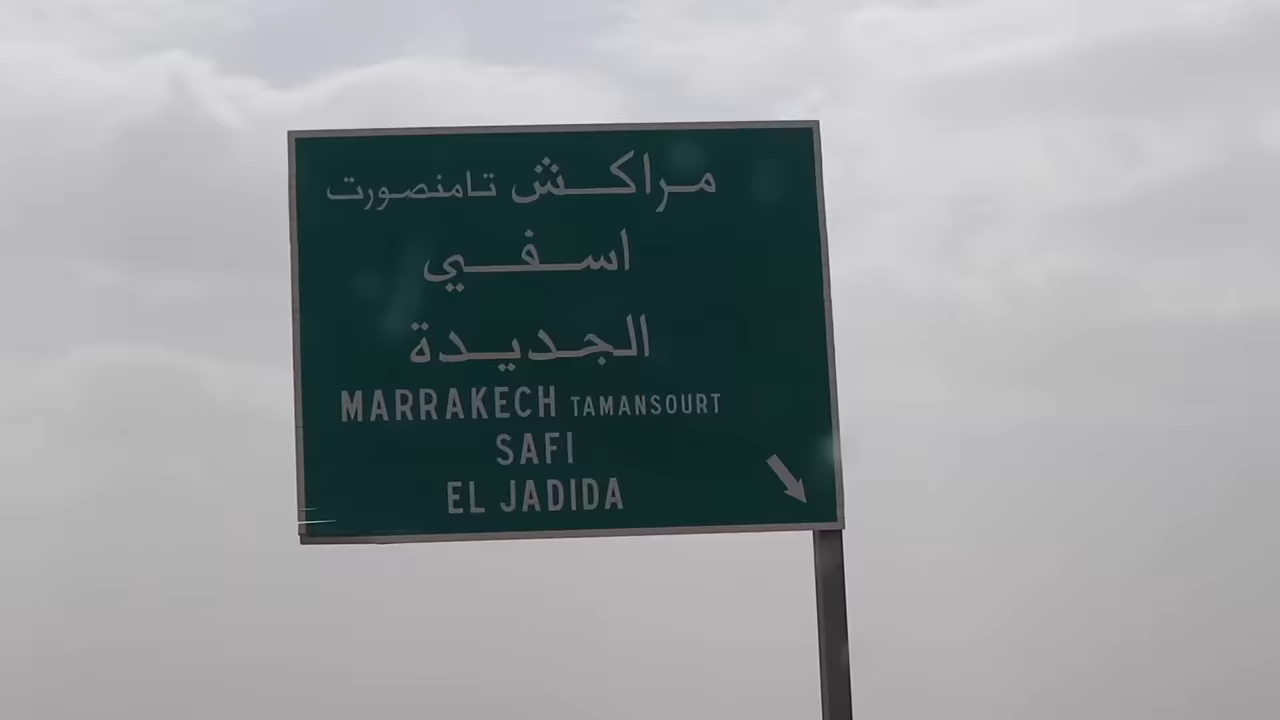 مراكش تامنصورت
اسفي
الجديدة
MARRAKECH TAMANSOURT
SAFI
EL JADIDA